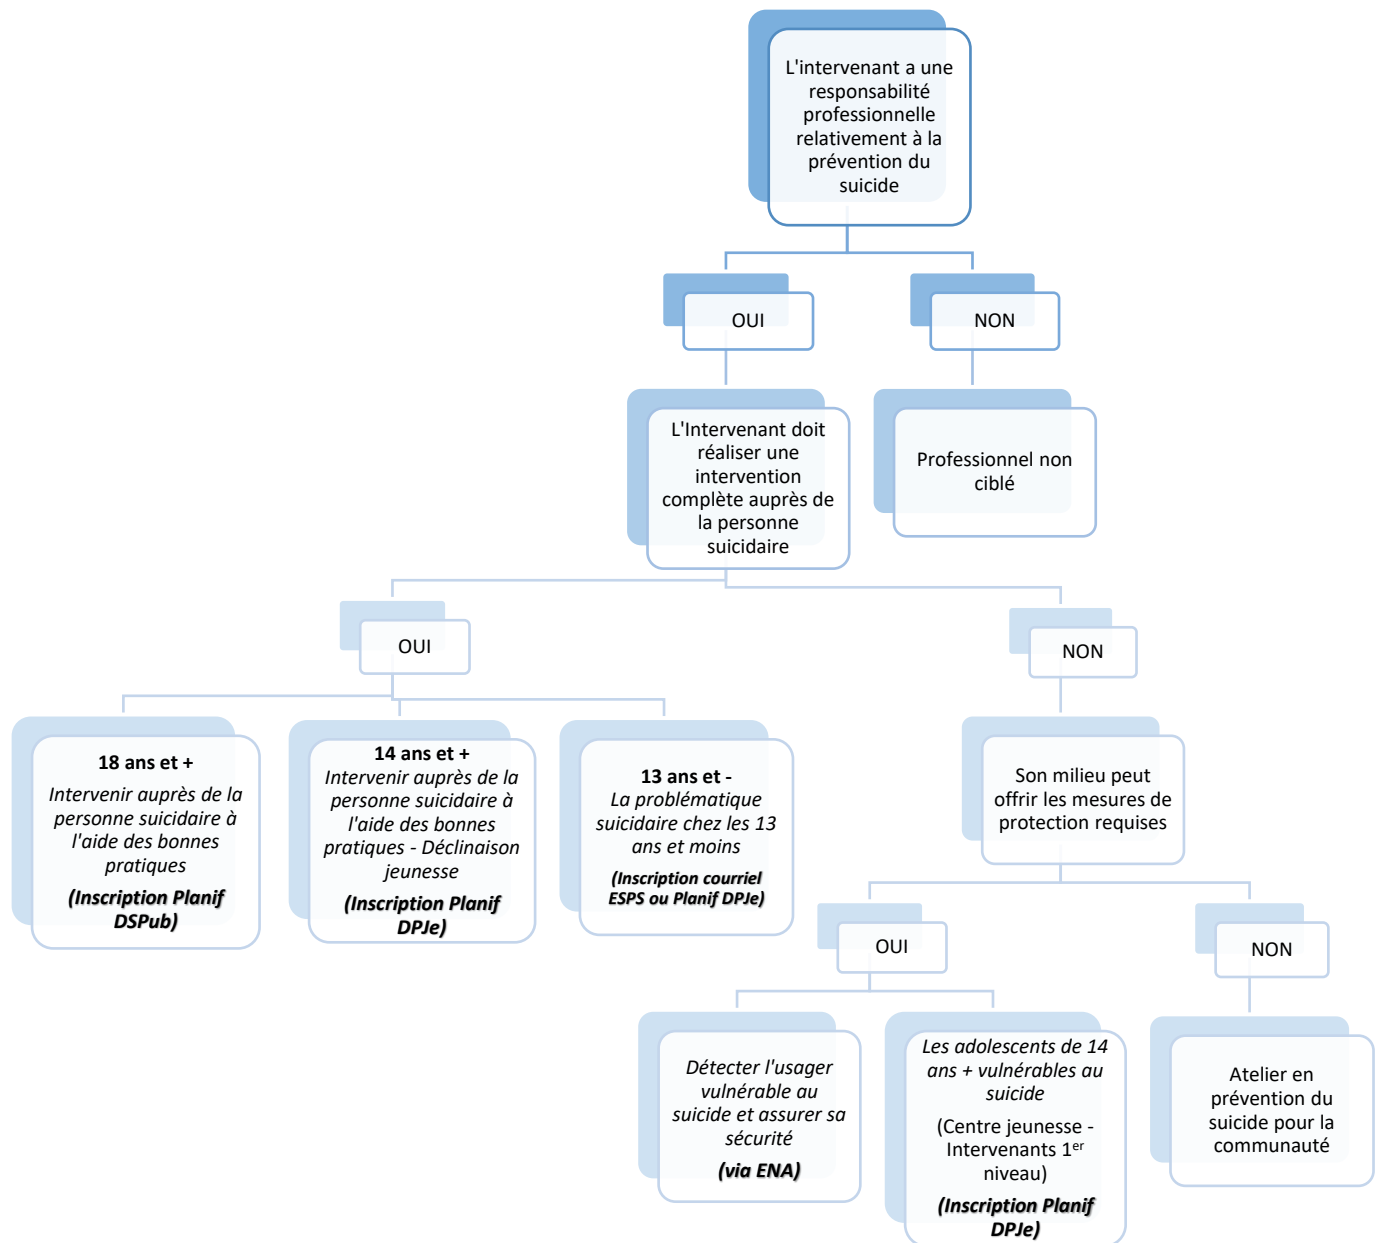 L'intervenant a une
responsabilité
professionnelle
relativement à la
prévention du
suicide
OUI
NON
L'Intervenant doit
réaliser une
intervention
complète auprès de
la personne
suicidaire
Professionnel non
ciblé
OUI
NON
18 ans et +
Intervenir auprès de la
personne suicidaire à
l'aide des bonnes
pratiques
(Inscription Planif
DSPub)
14 ans et +
Intervenir auprès de la
personne suicidaire à
l'aide des bonnes
pratiques - Déclinaison
jeunesse
(Inscription Planif
DPJe)
13 ans et -
La problématique
suicidaire chez les 13
ans et moins
(Inscription courriel
ESPS ou Planif DPJe)
Son milieu peut
offrir les mesures de
protection requises
OUI
NON
Détecter l'usager
vulnérable au
suicide et assurer sa
sécurité
(via ENA)
Les adolescents de 14
ans + vulnérables au
suicide
(Centre jeunesse -
Intervenants 1er
niveau)
(Inscription Planif
DPJe)
Atelier en
prévention du
suicide pour la
communauté